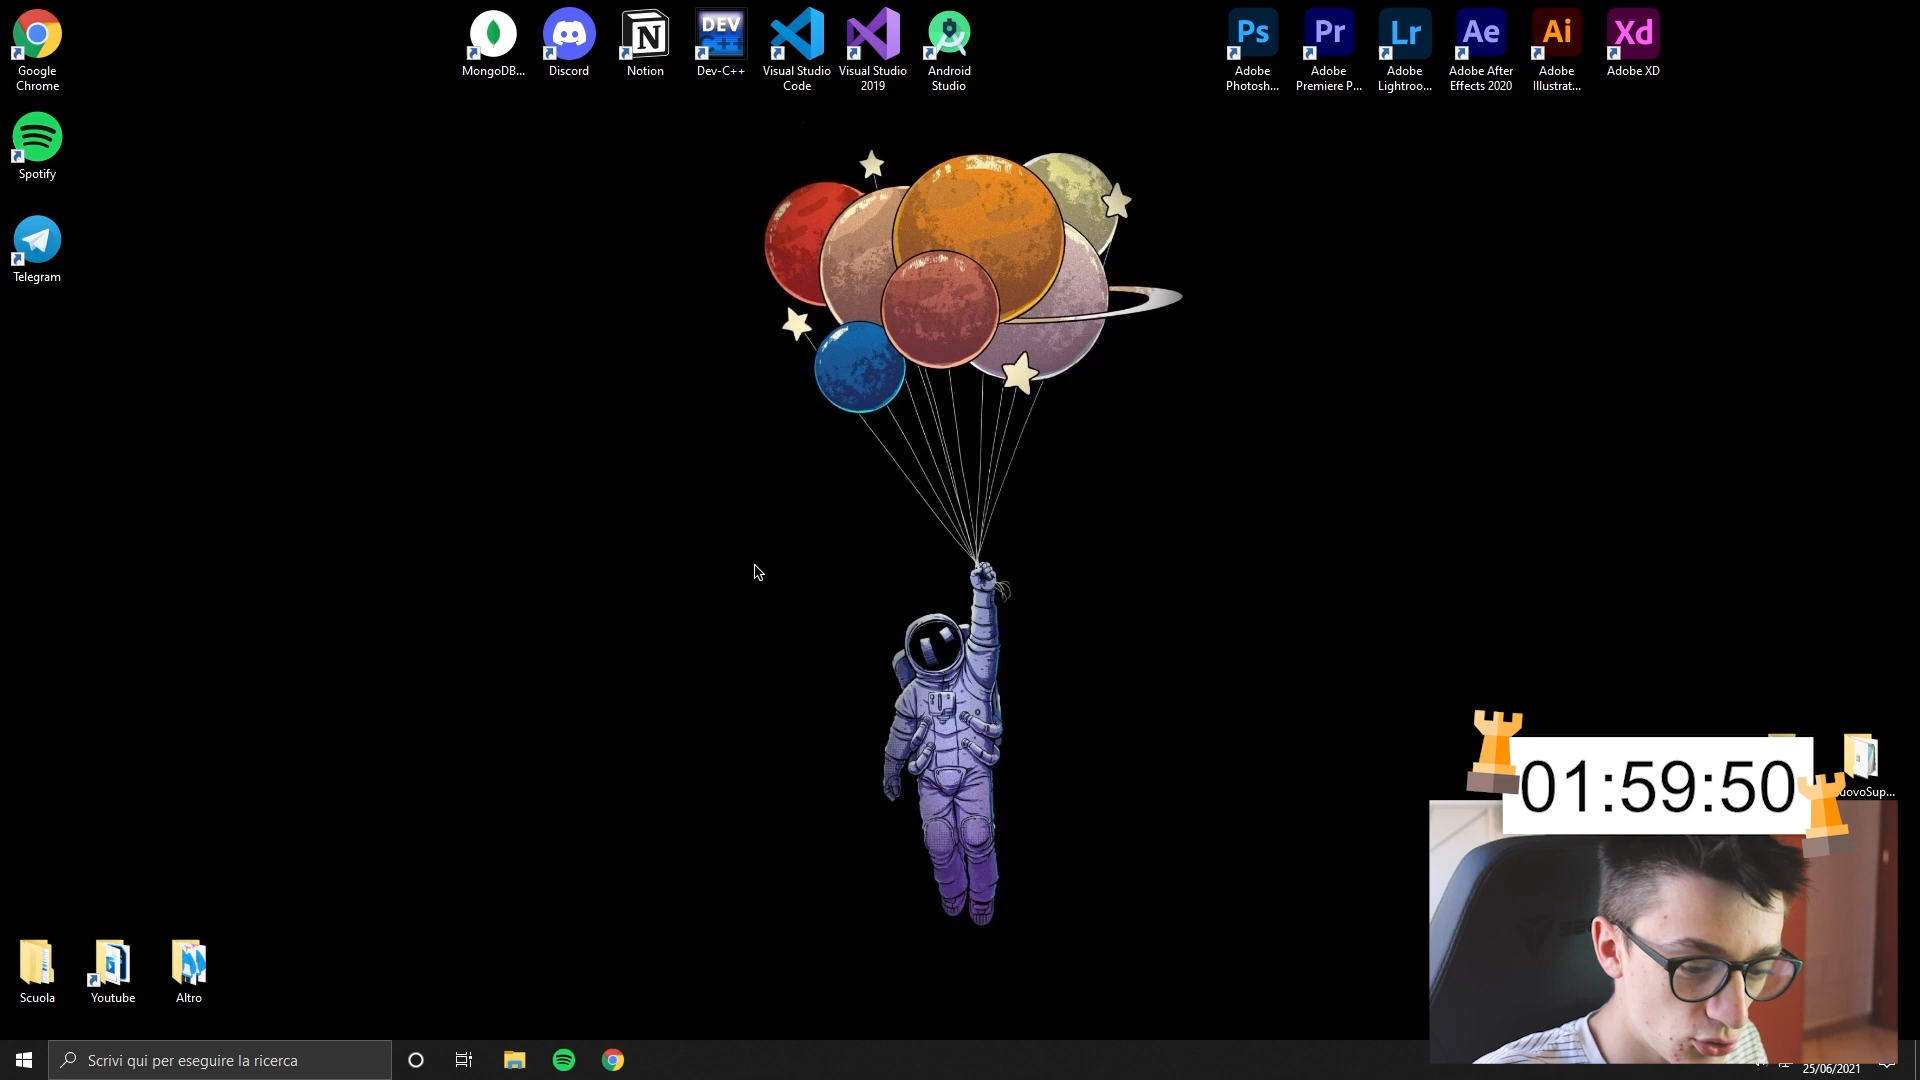 Google
Chrome
Spotify
Telegram
MongoDB...
Discord
Notion
DEV
C++
Dev-C++
Visual Studio
Code
Visual Studio
2019
Android
Studio
Ps
Adobe
Photosh...
Pr
Adobe
Premiere P...
Lr
Adobe
Lightroo...
Ae
Adobe After
Effects 2020
Ai
Adobe
Illustrat...
Xd
Adobe XD
01:59:50
uovoSup...
Scuola
Youtube
Altro
Scrivi qui per eseguire la ricerca
25/06/2021